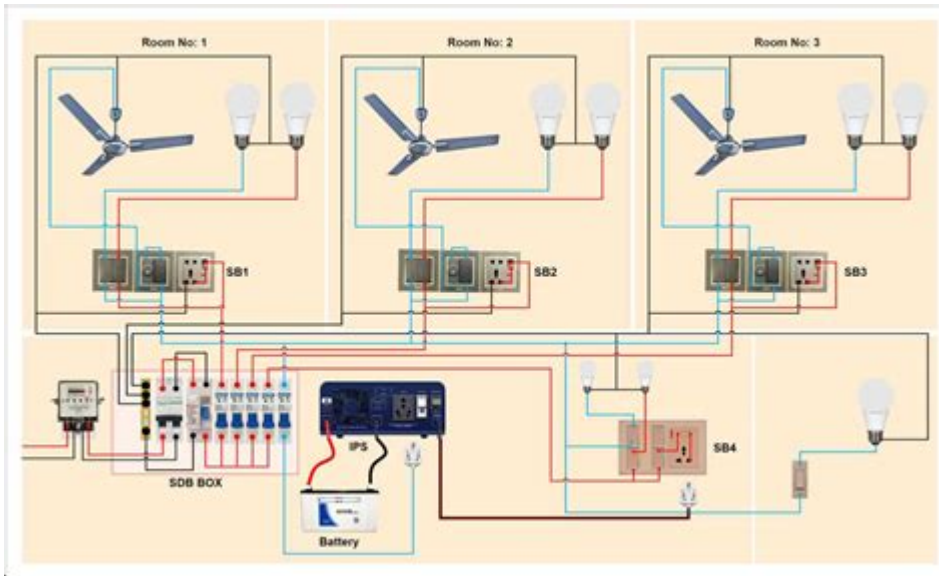 Room No: 1
Room No: 2
Room No: 3
SB1
SB2
SB3
IPS
SB4
SDB BOX
Battery